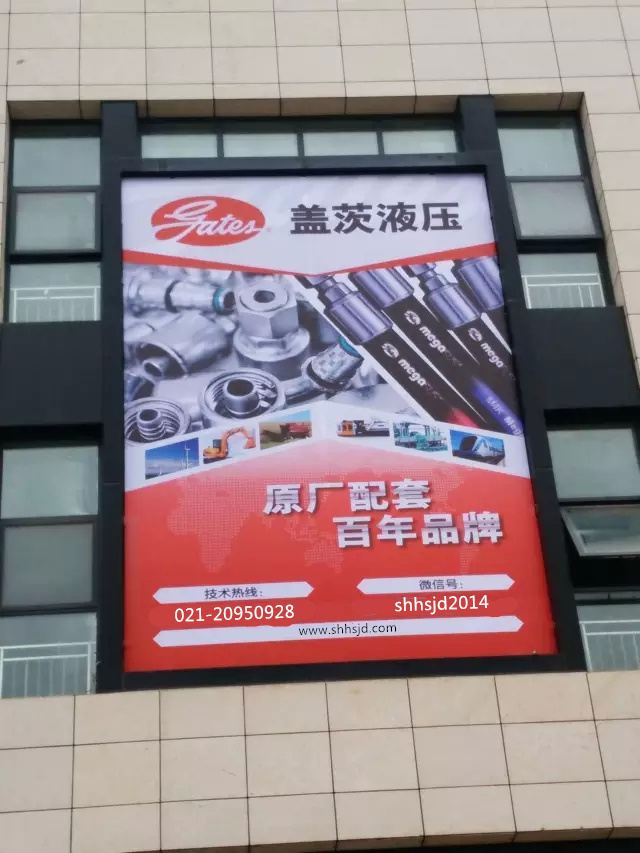 Gates 盖茨液压
mega
mega
mega
原厂配套
百年品牌
技术热线:
021-20950928
微信号:
shhsjd2014
www.shhsjd.com